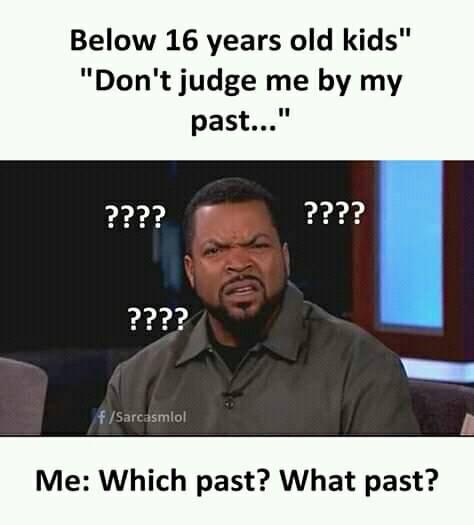 Below 16 years old kids"
"Don't judge me by my
past..."
????
????
????
f /Sarcasmlol
Me: Which past? What past?